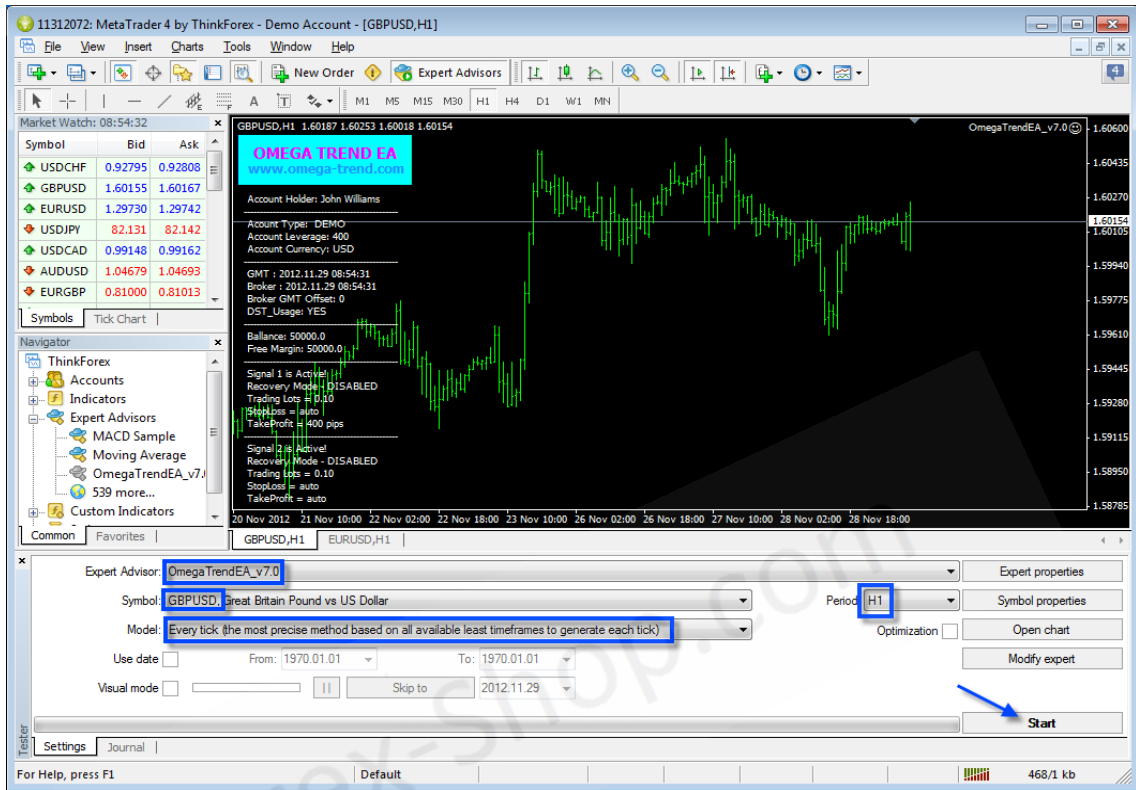 11312072: MetaTrader 4 by ThinkForex - Demo Account - [GBPUSD,H1]
File View Insert Charts Tools Window Help
New Order Expert Advisors 4
A T M1 M5 M15 M30 H1 H4 D1 W1 MN
Market Watch: 08:54:32
Symbol Bid Ask
USDCHF 0.92795 0.92808
GBPUSD 1.60155 1.60167
EURUSD 1.29730 1.29742
USDJPY 82.131 82.142
USDCAD 0.99148 0.99162
AUDUSD 1.04679 1.04693
EURGBP 0.81000 0.81013
Symbols Tick Chart
Navigator
ThinkForex
Accounts
Indicators
Expert Advisors
MACD Sample
Moving Average
OmegaTrendEA_v7.
539 more...
Custom Indicators
Common Favorites
GBPUSD,H1 1.60187 1.60253 1.60018 1.60154
OmegaTrendEA_v7.0
OMEGA TREND EA
www.omega-trend.com
Account Holder: John Williams
Acount Type: DEMO
Account Leverage: 400
Account Currency: USD
GMT : 2012.11.29 08:54:31
Broker : 2012.11.29 08:54:31
Broker GMT Offset: 0
DST_Usage: YES
Ballance: 50000.0
Free Margin: 50000.0
Signal 1 is Active!
Recovery Mode - DISABLED
Trading Lots = 0.10
StopLoss = auto
TakeProfit = 400 pips
Signal 2 is Active!
Recovery Mode - DISABLED
Trading Lots = 0.10
StopLoss = auto
TakeProfit = auto
1.60600
1.60435
1.60270
1.60154
1.60105
1.59940
1.59775
1.59610
1.59445
1.59280
1.59115
1.58950
1.58785
20 Nov 2012 21 Nov 10:00 22 Nov 02:00 22 Nov 18:00 23 Nov 10:00 26 Nov 02:00 26 Nov 18:00 27 Nov 10:00 28 Nov 02:00 28 Nov 18:00
GBPUSD,H1 EURUSD,H1
Expert Advisor: OmegaTrendEA_v7.0 Expert properties
Symbol: GBPUSD, Great Britain Pound vs US Dollar Period: H1 Symbol properties
Model: Every tick (the most precise method based on all available least timeframes to generate each tick) Optimization Open chart
Use date From: 1970.01.01 To: 1970.01.01 Modify expert
Visual mode Skip to 2012.11.29
Start
Tester
Settings Journal
For Help, press F1 Default 468/1 kb